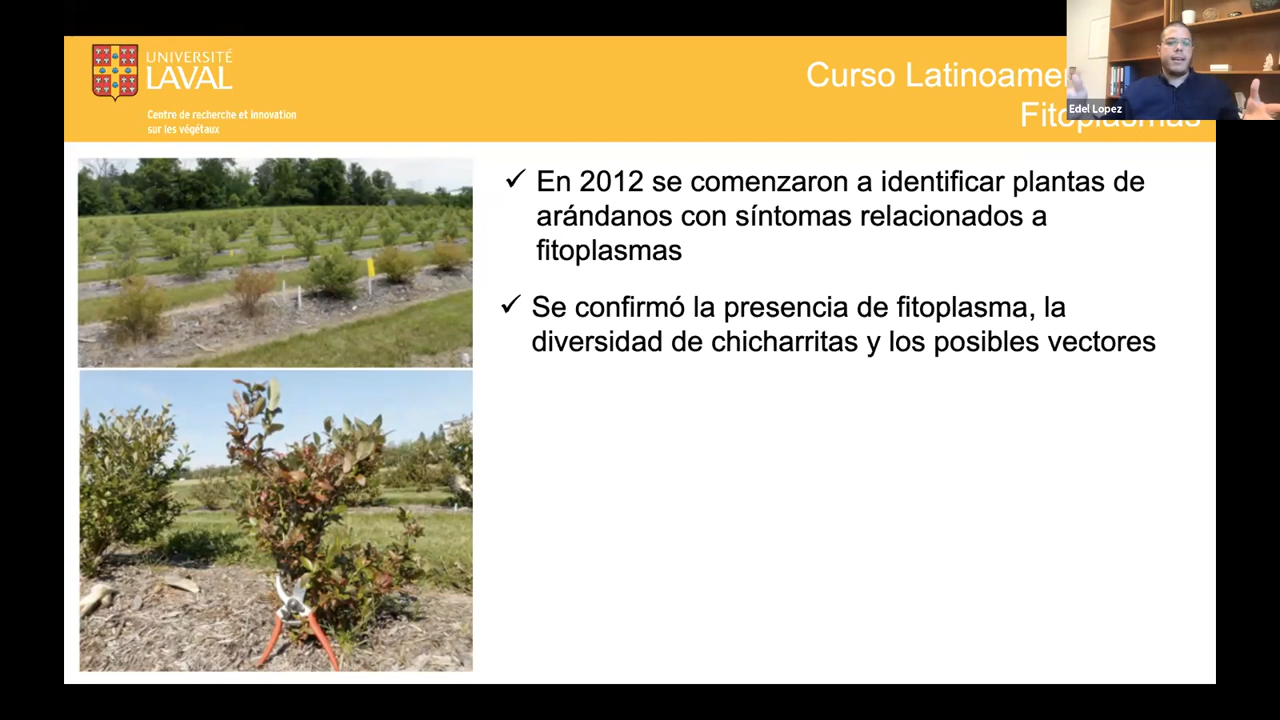 UNIVERSITÉ
LAVAL
Centre de recherche et innovation
sur les végétaux
Curso Latinoamer
Fitoplasmas
Edel Lopez
✓ En 2012 se comenzaron a identificar plantas de
arándanos con síntomas relacionados a
fitoplasmas
✓ Se confirmó la presencia de fitoplasma, la
diversidad de chicharritas y los posibles vectores